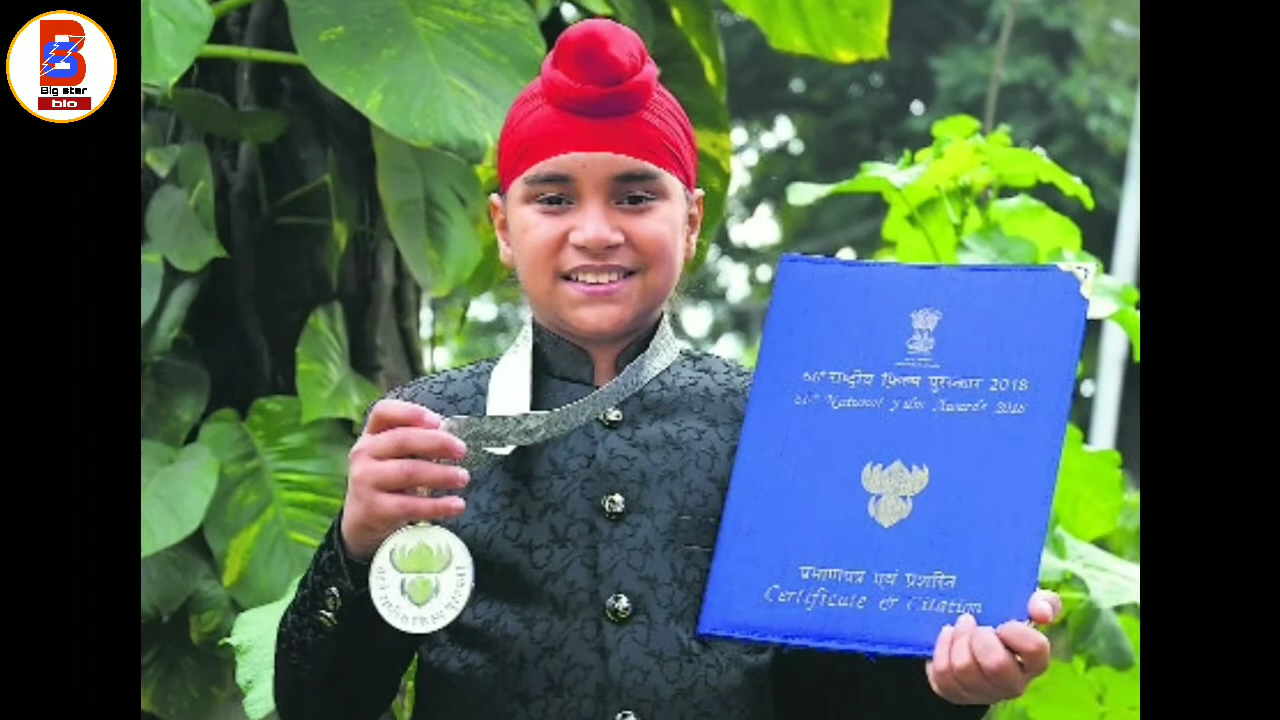 Big star
bio
66वें राष्ट्रीय फ़िल्म पुरस्कार 2018
66th National Film Awards 2018
प्रमाणपत्र एवं प्रशस्ति
Certificate & Citation